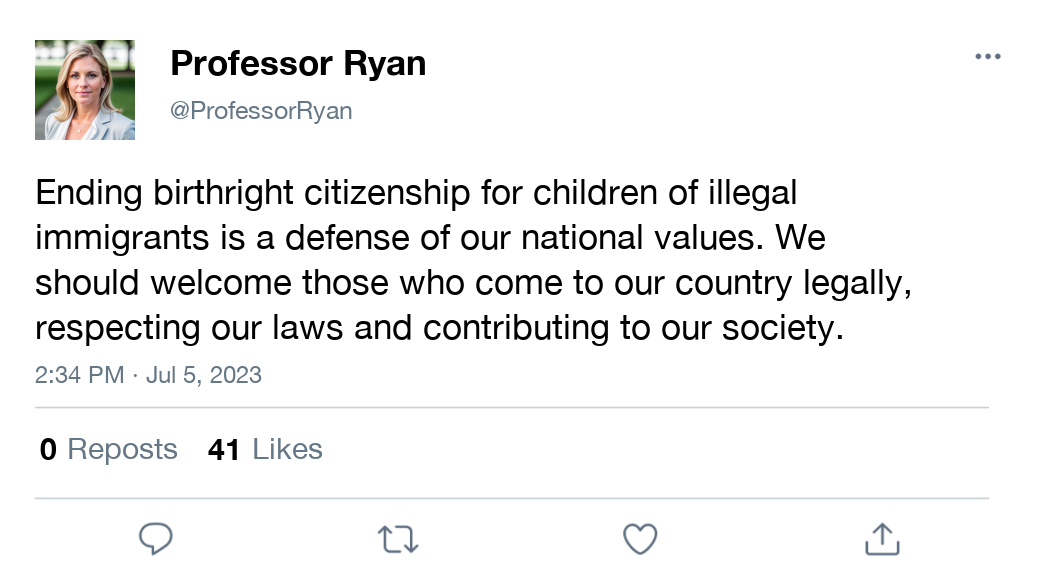 Professor Ryan
@ProfessorRyan
Ending birthright citizenship for children of illegal
immigrants is a defense of our national values. We
should welcome those who come to our country legally,
respecting our laws and contributing to our society.
2:34 PM · Jul 5, 2023
0 Reposts 41 Likes